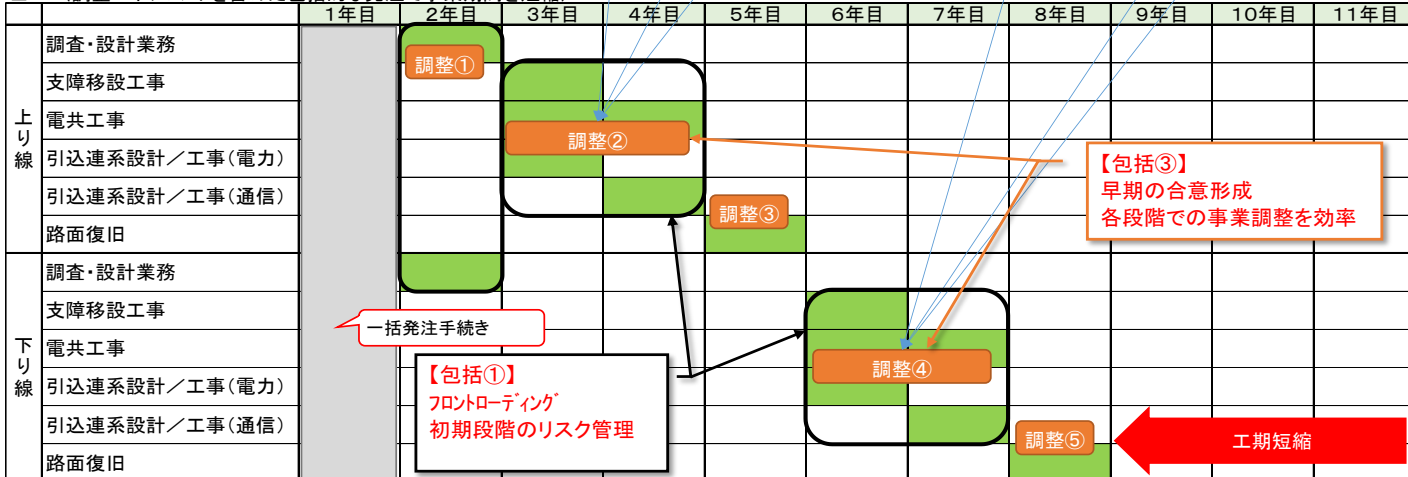 1年目 2年目 3年目 4年目 5年目 6年目 7年目 8年目 9年目 10年目 11年目
上り線
調査・設計業務
調整①
支障移設工事
電共工事
調整②
引込連系設計／工事（電力）
引込連系設計／工事（通信）
調整③
路面復旧
【包括③】
早期の合意形成
各段階での事業調整を効率
下り線
調査・設計業務
支障移設工事
一括発注手続き
電共工事
調整④
引込連系設計／工事（電力）
【包括①】
ﾌﾛﾝﾄﾛｰﾃﾞｨﾝｸﾞ
初期段階のリスク管理
引込連系設計／工事（通信）
調整⑤
工期短縮
路面復旧